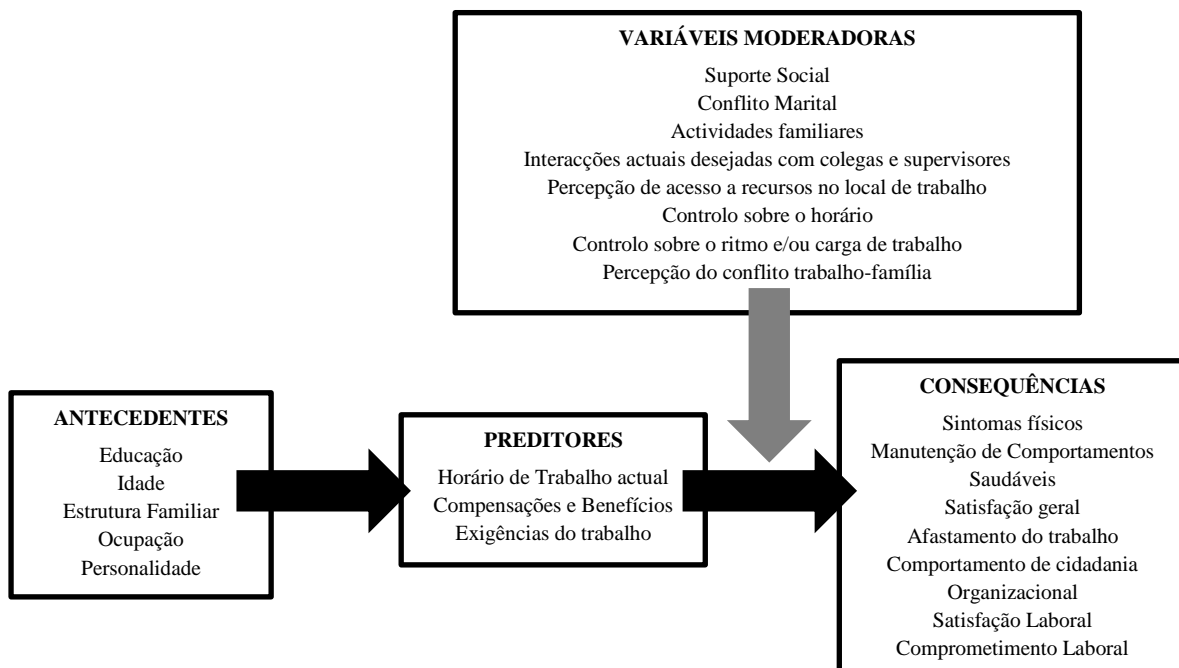 VARIÁVEIS MODERADORAS
Suporte Social
Conflito Marital
Actividades familiares
Interacções actuais desejadas com colegas e supervisores
Percepção de acesso a recursos no local de trabalho
Controlo sobre o horário
Controlo sobre o ritmo e/ou carga de trabalho
Percepção do conflito trabalho-família
ANTECEDENTES
Educação
Idade
Estrutura Familiar
Ocupação
Personalidade
PREDITORES
Horário de Trabalho actual
Compensações e Benefícios
Exigências do trabalho
CONSEQUÊNCIAS
Sintomas físicos
Manutenção de Comportamentos
Saudáveis
Satisfação geral
Afastamento do trabalho
Comportamento de cidadania
Organizacional
Satisfação Laboral
Comprometimento Laboral